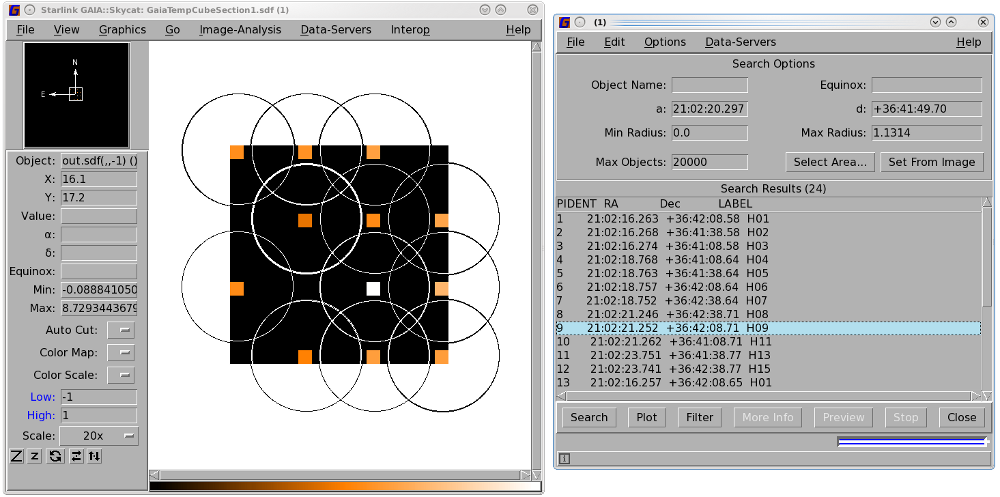 Starlink GAIA::Skycat: GaiaTempCubeSection1.sdf (1)
File View Graphics Go Image-Analysis Data-Servers Interop Help
N
E
Object: out.sdf(,,-1) ()
X: 16.1
Y: 17.2
Value:
α:
δ:
Equinox:
Min: -0.088841050
Max: 8.7293443679
Auto Cut:
Color Map:
Color Scale:
Low: -1
High: 1
Scale: 20x
Z z
(1)
File Edit Options Data-Servers Help
Search Options
Object Name: Equinox:
a: 21:02:20.297 d: +36:41:49.70
Min Radius: 0.0 Max Radius: 1.1314
Max Objects: 20000 Select Area... Set From Image
Search Results (24)
PIDENT RA Dec LABEL
1 21:02:16.263 +36:42:08.58 H01
2 21:02:16.268 +36:41:38.58 H02
3 21:02:16.274 +36:41:08.58 H03
4 21:02:18.768 +36:41:08.64 H04
5 21:02:18.763 +36:41:38.64 H05
6 21:02:18.757 +36:42:08.64 H06
7 21:02:18.752 +36:42:38.64 H07
8 21:02:21.246 +36:42:38.71 H08
9 21:02:21.252 +36:42:08.71 H09
10 21:02:21.262 +36:41:08.71 H11
11 21:02:23.751 +36:41:38.77 H13
12 21:02:23.741 +36:42:38.77 H15
13 21:02:16.257 +36:42:08.65 H01
Search Plot Filter More Info Preview Stop Close